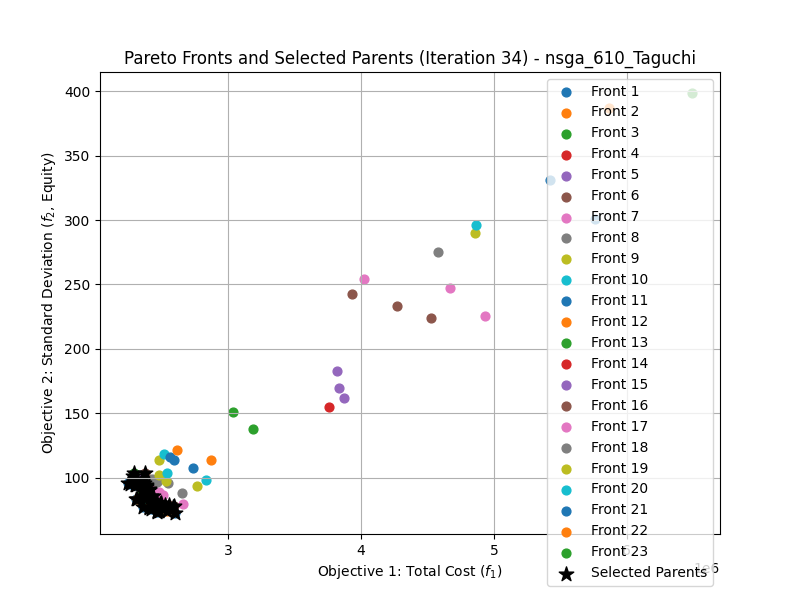 Pareto Fronts and Selected Parents (Iteration 34) - nsga_610_Taguchi
Objective 2: Standard Deviation (f2, Equity)
400
350
300
250
200
150
100
3
4
5
6
1e6
Objective 1: Total Cost (f1)
Front 1
Front 2
Front 3
Front 4
Front 5
Front 6
Front 7
Front 8
Front 9
Front 10
Front 11
Front 12
Front 13
Front 14
Front 15
Front 16
Front 17
Front 18
Front 19
Front 20
Front 21
Front 22
Front 23
Selected Parents